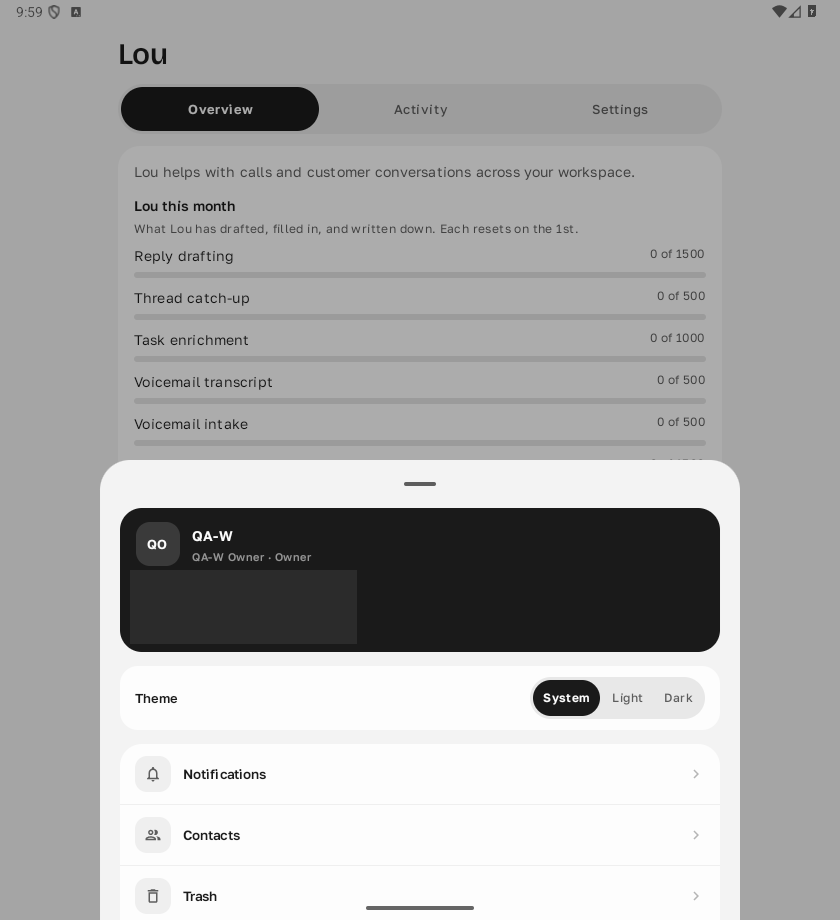 9:59
Lou
Overview
Activity
Settings
Lou helps with calls and customer conversations across your workspace.
Lou this month
What Lou has drafted, filled in, and written down. Each resets on the 1st.
Reply drafting
0 of 1500
Thread catch-up
0 of 500
Task enrichment
0 of 1000
Voicemail transcript
0 of 500
Voicemail intake
0 of 500
QO
QA-W
QA-W Owner · Owner
Theme
System
Light
Dark
Notifications
Contacts
Trash